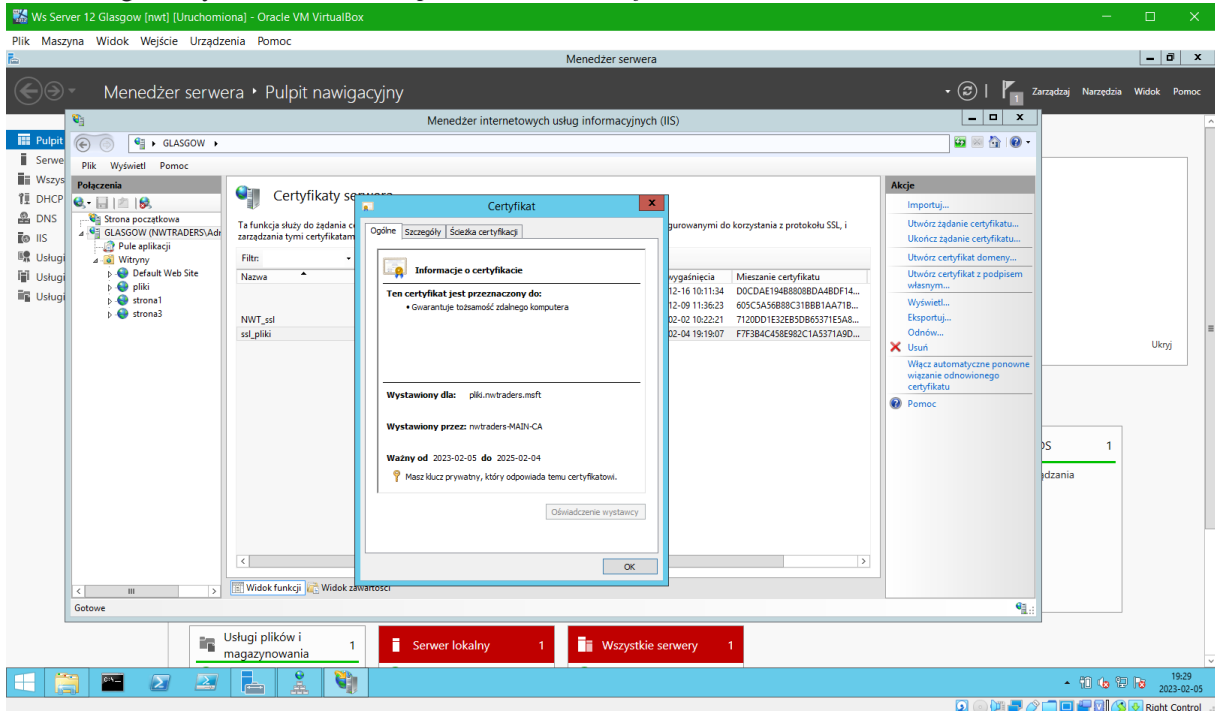 Ws Server 12 Glasgow [nwt] [Uruchomiona] - Oracle VM VirtualBox
Plik Maszyna Widok Wejście Urządzenia Pomoc
Menedżer serwera
Menedżer serwera • Pulpit nawigacyjny
1
Zarządzaj Narzędzia Widok Pomoc
Menedżer internetowych usług informacyjnych (IIS)
GLASGOW
Plik Wyświetl Pomoc
Pulpit
Serwe
Wszys
DHCP
DNS
IIS
Usługi
Usługi
Usługi
Połączenia
Strona początkowa
GLASGOW (NWTRADERS\Adr
Pule aplikacji
Witryny
Default Web Site
pliki
strona1
strona3
Certyfikaty serwera
Ta funkcja służy do żądania ce
gurowanymi do korzystania z protokołu SSL, i
zarządzania tymi certyfikatam
Filtr:
Nazwa
wygaśnięcia Mieszanie certyfikatu
12-16 10:11:34 D0CDAE194B8808BDA4BDF14...
12-09 11:36:23 605C5A56B88C31BBB1AA71B...
NWT_ssl 02-02 10:22:21 7120DD1E32EB5DB65371E5A8...
ssl_pliki 02-04 19:19:07 F7F3B4C458E982C1A5371A9D...
Certyfikat
Ogólne Szczegóły Ścieżka certyfikacji
Informacje o certyfikacie
Ten certyfikat jest przeznaczony do:
• Gwarantuje tożsamość zdalnego komputera
Wystawiony dla: pliki.nwtraders.msft
Wystawiony przez: nwtraders-MAIN-CA
Ważny od 2023-02-05 do 2025-02-04
Masz klucz prywatny, który odpowiada temu certyfikatowi.
Oświadczenie wystawcy
OK
Akcje
Importuj...
Utwórz żądanie certyfikatu...
Ukończ żądanie certyfikatu...
Utwórz certyfikat domeny...
Utwórz certyfikat z podpisem
własnym...
Wyświetl...
Eksportuj...
Odnów...
Usuń
Włącz automatyczne ponowne
wiązanie odnowionego
certyfikatu
Pomoc
Ukryj
1
ądzania
Widok funkcji Widok zawartości
Gotowe
Usługi plików i
magazynowania 1
Serwer lokalny 1
Wszystkie serwery 1
19:29
2023-02-05
Right Control